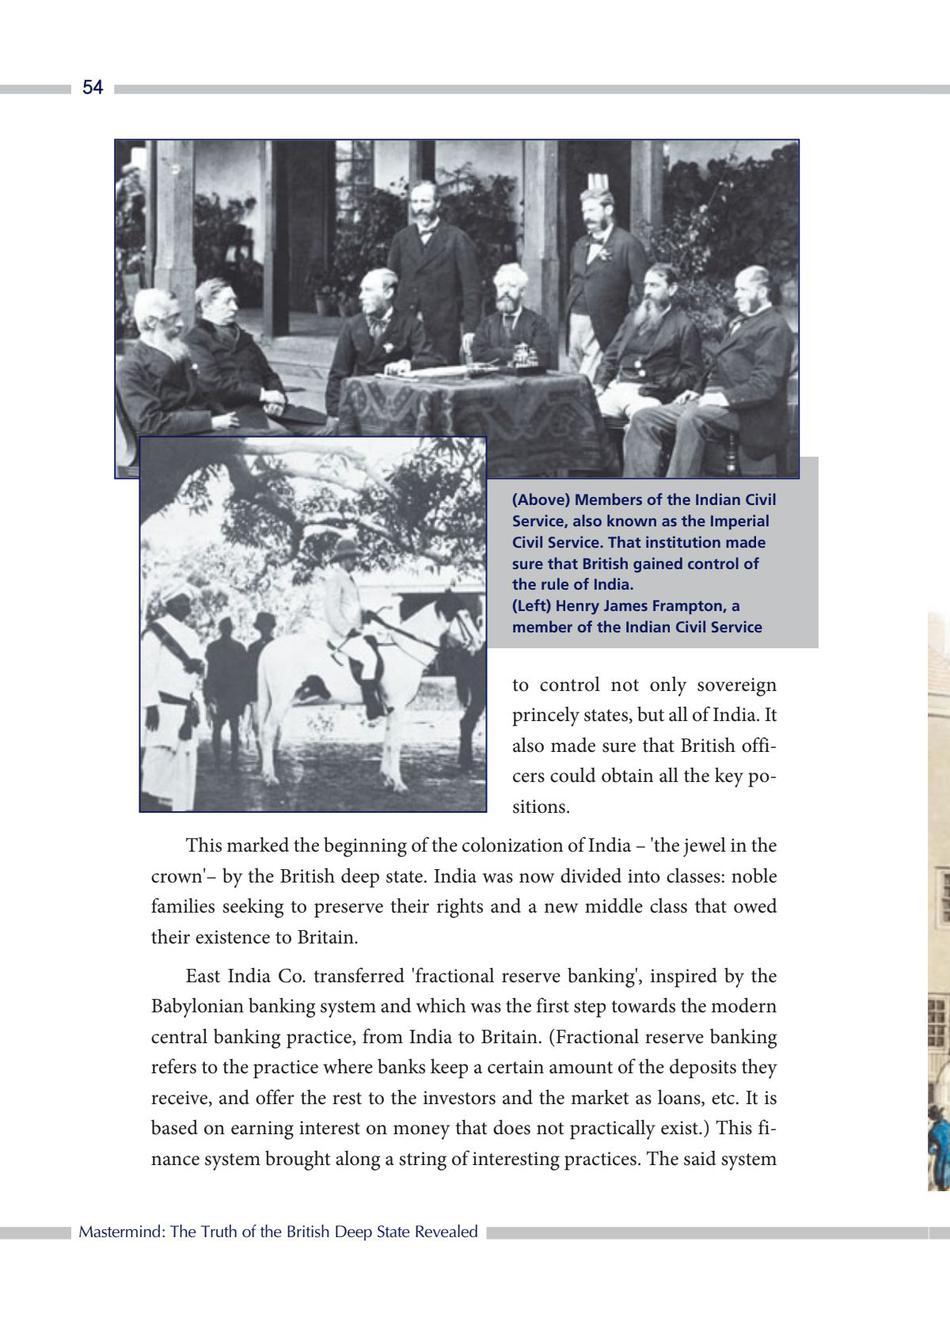 54
(Above) Members of the Indian Civil
Service, also known as the Imperial
Civil Service. That institution made
sure that British gained control of
the rule of India.
(Left) Henry James Frampton, a
member of the Indian Civil Service
to control not only sovereign
princely states, but all of India. It
also made sure that British offi-
cers could obtain all the key po-
sitions.
This marked the beginning of the colonization of India – 'the jewel in the
crown'– by the British deep state. India was now divided into classes: noble
families seeking to preserve their rights and a new middle class that owed
their existence to Britain.
East India Co. transferred 'fractional reserve banking', inspired by the
Babylonian banking system and which was the first step towards the modern
central banking practice, from India to Britain. (Fractional reserve banking
refers to the practice where banks keep a certain amount of the deposits they
receive, and offer the rest to the investors and the market as loans, etc. It is
based on earning interest on money that does not practically exist.) This fi-
nance system brought along a string of interesting practices. The said system
Mastermind: The Truth of the British Deep State Revealed